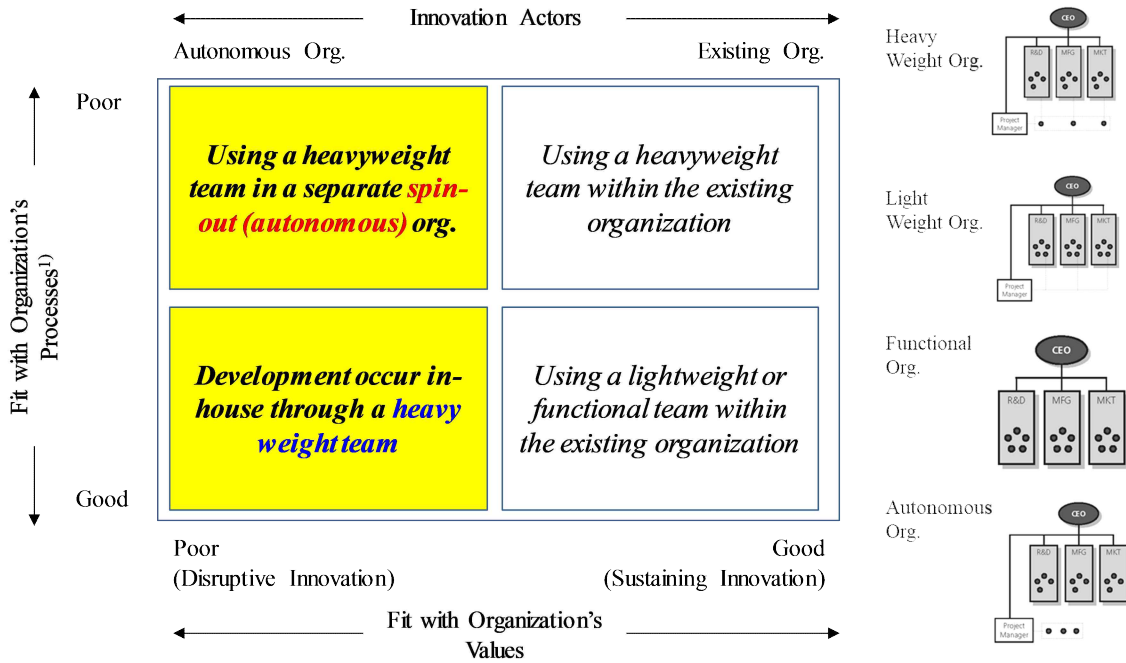 Innovation Actors
Autonomous Org.
Existing Org.
Poor
Good
Fit with Organization's
Processes1)
Using a heavyweight
team in a separate spin-
out (autonomous) org.
Using a heavyweight
team within the existing
organization
Development occur in-
house through a heavy
weight team
Using a lightweight or
functional team within
the existing organization
Poor
(Disruptive Innovation)
Good
(Sustaining Innovation)
Fit with Organization's
Values
Heavy
Weight Org.
CEO
R&D MFG MKT
Project
Manager
Light
Weight Org.
CEO
R&D MFG MKT
Project
Manager
Functional
Org.
CEO
R&D MFG MKT
Autonomous
Org.
CEO
R&D MFG MKT
Project
Manager